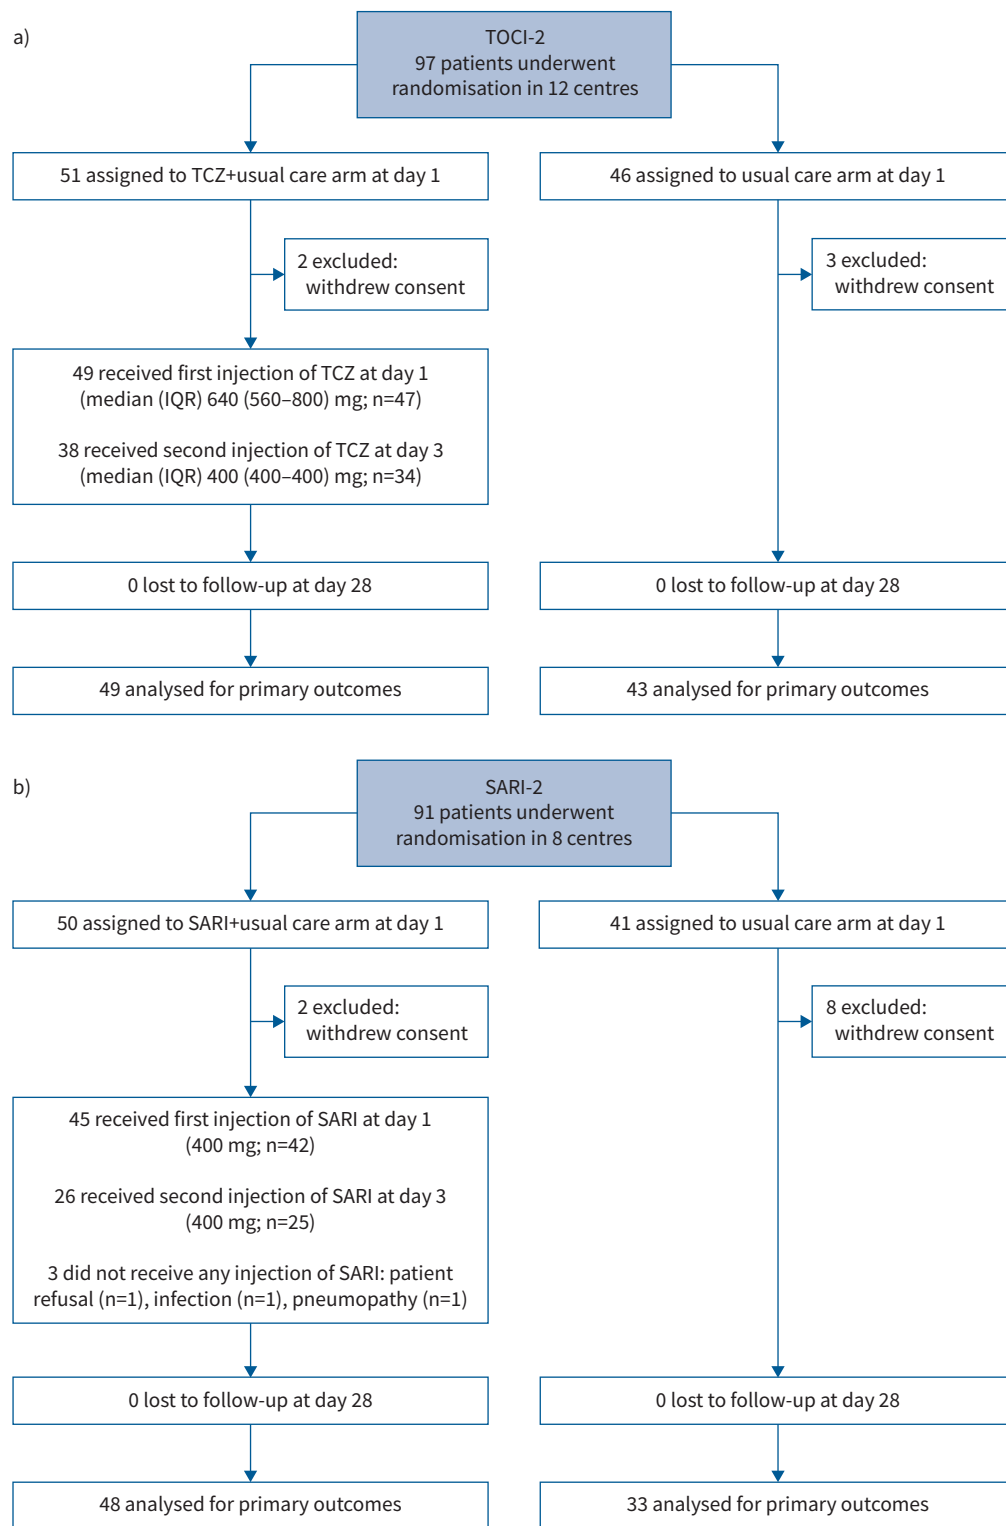 a)
TOCI-2
97 patients underwent
randomisation in 12 centres
51 assigned to TCZ+usual care arm at day 1
46 assigned to usual care arm at day 1
2 excluded:
withdrew consent
3 excluded:
withdrew consent
49 received first injection of TCZ at day 1
(median (IQR) 640 (560–800) mg; n=47)
38 received second injection of TCZ at day 3
(median (IQR) 400 (400–400) mg; n=34)
0 lost to follow-up at day 28
0 lost to follow-up at day 28
49 analysed for primary outcomes
43 analysed for primary outcomes
b)
SARI-2
91 patients underwent
randomisation in 8 centres
50 assigned to SARI+usual care arm at day 1
41 assigned to usual care arm at day 1
2 excluded:
withdrew consent
8 excluded:
withdrew consent
45 received first injection of SARI at day 1
(400 mg; n=42)
26 received second injection of SARI at day 3
(400 mg; n=25)
3 did not receive any injection of SARI: patient
refusal (n=1), infection (n=1), pneumopathy (n=1)
0 lost to follow-up at day 28
0 lost to follow-up at day 28
48 analysed for primary outcomes
33 analysed for primary outcomes